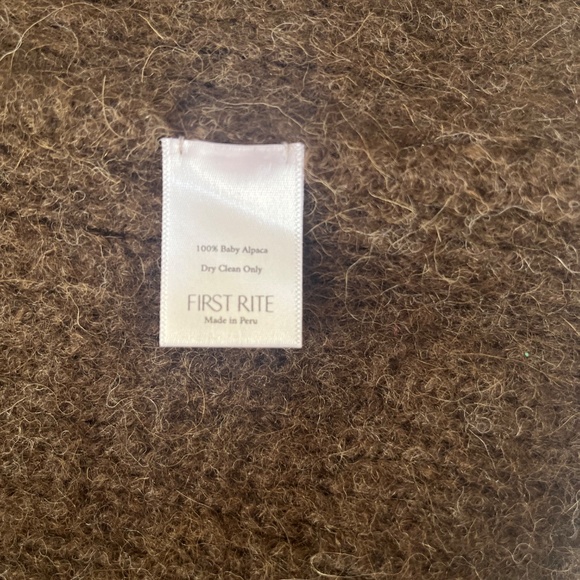 100% Baby Alpaca
Dry Clean Only
FIRST RITE
Made in Peru